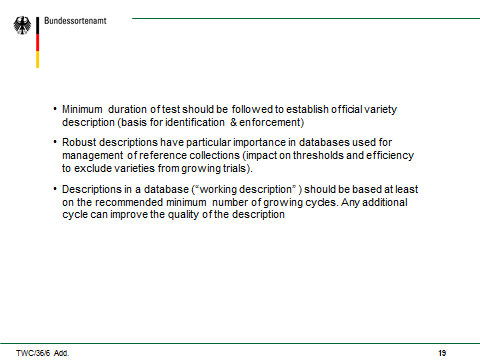 Bundessortenamt
• Minimum duration of test should be followed to establish official variety
description (basis for identification & enforcement)
• Robust descriptions have particular importance in databases used for
management of reference collections (impact on thresholds and efficiency
to exclude varieties from growing trials).
• Descriptions in a database (“working description” ) should be based at least
on the recommended minimum number of growing cycles. Any additional
cycle can improve the quality of the description
TWC/36/6 Add.
19